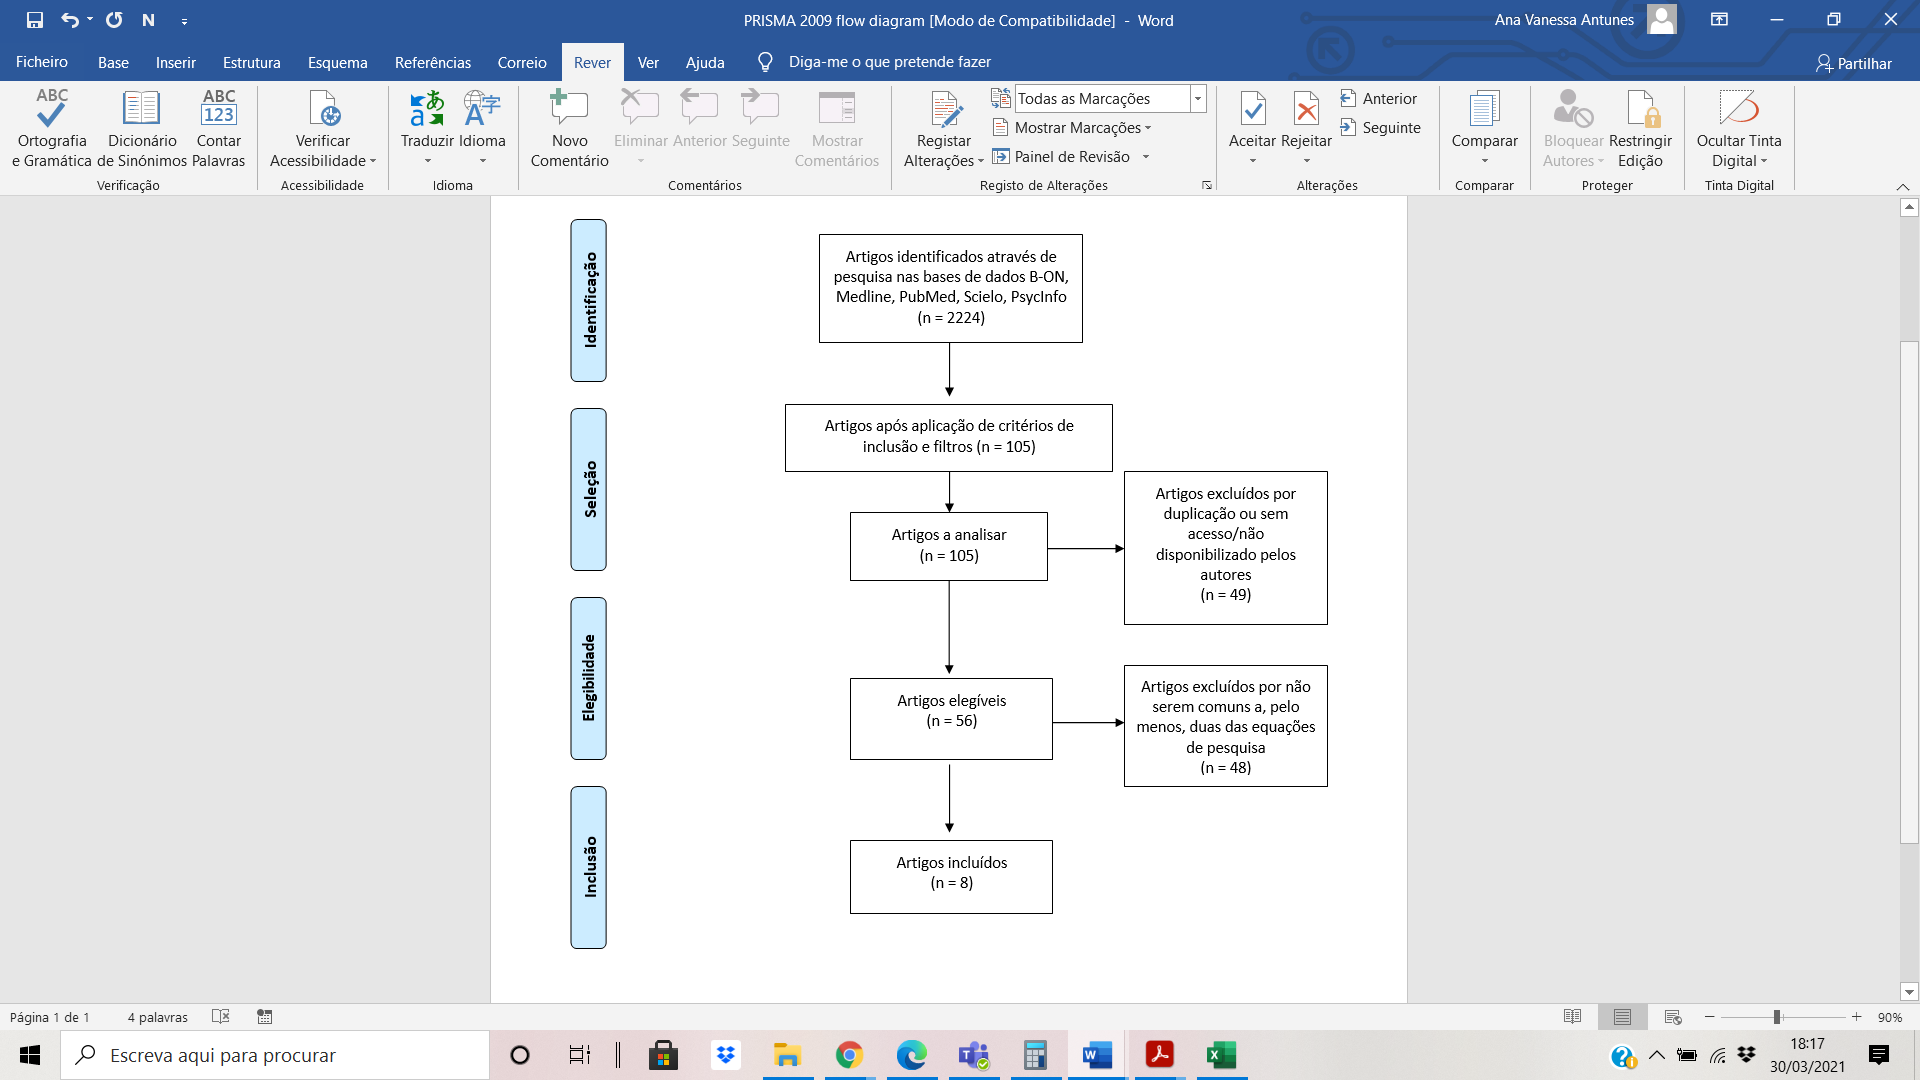 PRISMA 2009 flow diagram [Modo de Compatibilidade] - Word
Ana Vanessa Antunes
Ficheiro
Base
Inserir
Estrutura
Esquema
Referências
Correio
Rever
Ver
Ajuda
Diga-me o que pretende fazer
Partilhar
ABC
Ortografia
e Gramática
Dicionário
de Sinónimos
ABC
123
Contar
Palavras
Verificação
Verificar
Acessibilidade
Acessibilidade
Traduzir
Idioma
Idioma
Novo
Comentário
Eliminar
Anterior
Seguinte
Mostrar
Comentários
Comentários
Registar
Alterações
Todas as Marcações
Mostrar Marcações
Painel de Revisão
Registo de Alterações
Aceitar
Rejeitar
Anterior
Seguinte
Alterações
Comparar
Comparar
Bloquear
Autores
Restringir
Edição
Proteger
Ocultar Tinta
Digital
Tinta Digital
Identificação
Artigos identificados através de
pesquisa nas bases de dados B-ON,
Medline, PubMed, Scielo, PsycInfo
(n = 2224)
Seleção
Artigos após aplicação de critérios de
inclusão e filtros (n = 105)
Artigos a analisar
(n = 105)
Artigos excluídos por
duplicação ou sem
acesso/não
disponibilizado pelos
autores
(n = 49)
Elegibilidade
Artigos elegíveis
(n = 56)
Artigos excluídos por não
serem comuns a, pelo
menos, duas das equações
de pesquisa
(n = 48)
Inclusão
Artigos incluídos
(n = 8)
Página 1 de 1
4 palavras
90%
Escreva aqui para procurar
18:17
30/03/2021